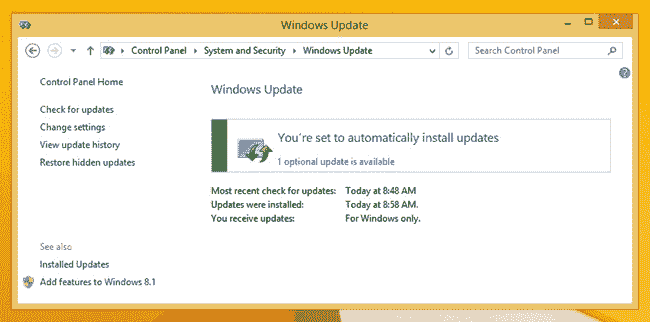 Windows Update
Control Panel System and Security Windows Update
Search Control Panel
Control Panel Home
Check for updates
Change settings
View update history
Restore hidden updates
Windows Update
You're set to automatically install updates
1 optional update is available
Most recent check for updates: Today at 8:48 AM
Updates were installed: Today at 8:58 AM.
You receive updates: For Windows only.
See also
Installed Updates
Add features to Windows 8.1